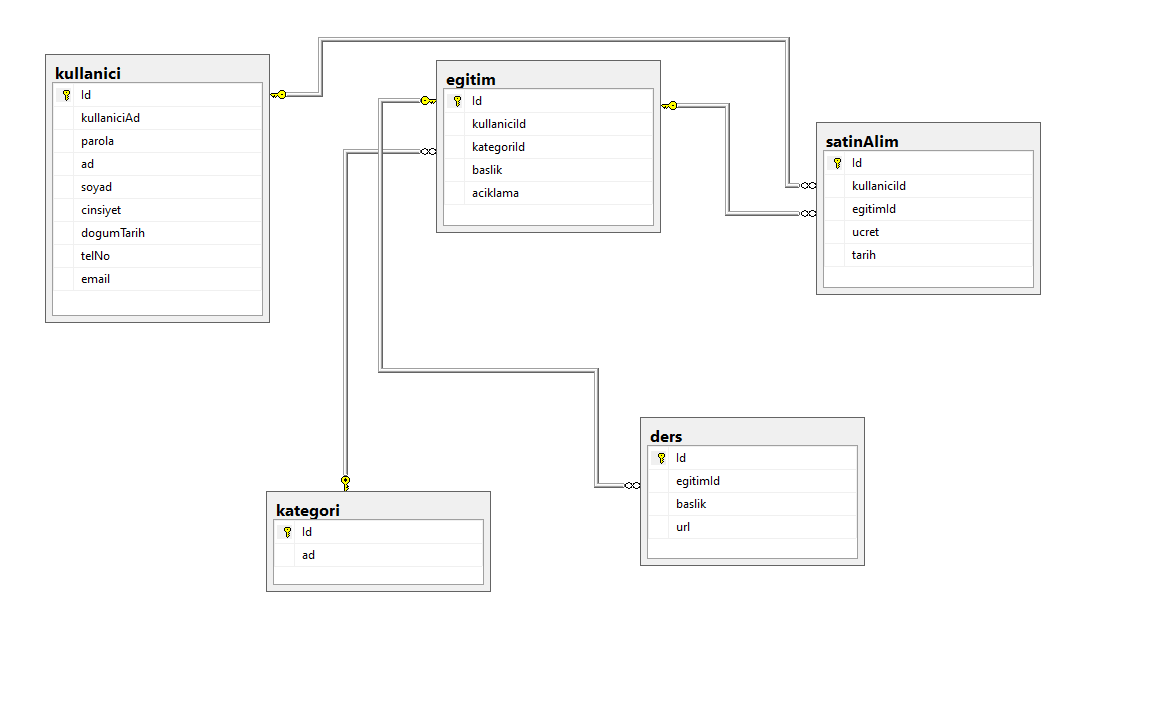 kullanici
Id
kullaniciAd
parola
ad
soyad
cinsiyet
dogumTarih
telNo
email
egitim
Id
kullaniciId
kategoriId
baslik
aciklama
satinAlim
Id
kullaniciId
egitimId
ucret
tarih
kategori
Id
ad
ders
Id
egitimId
baslik
url